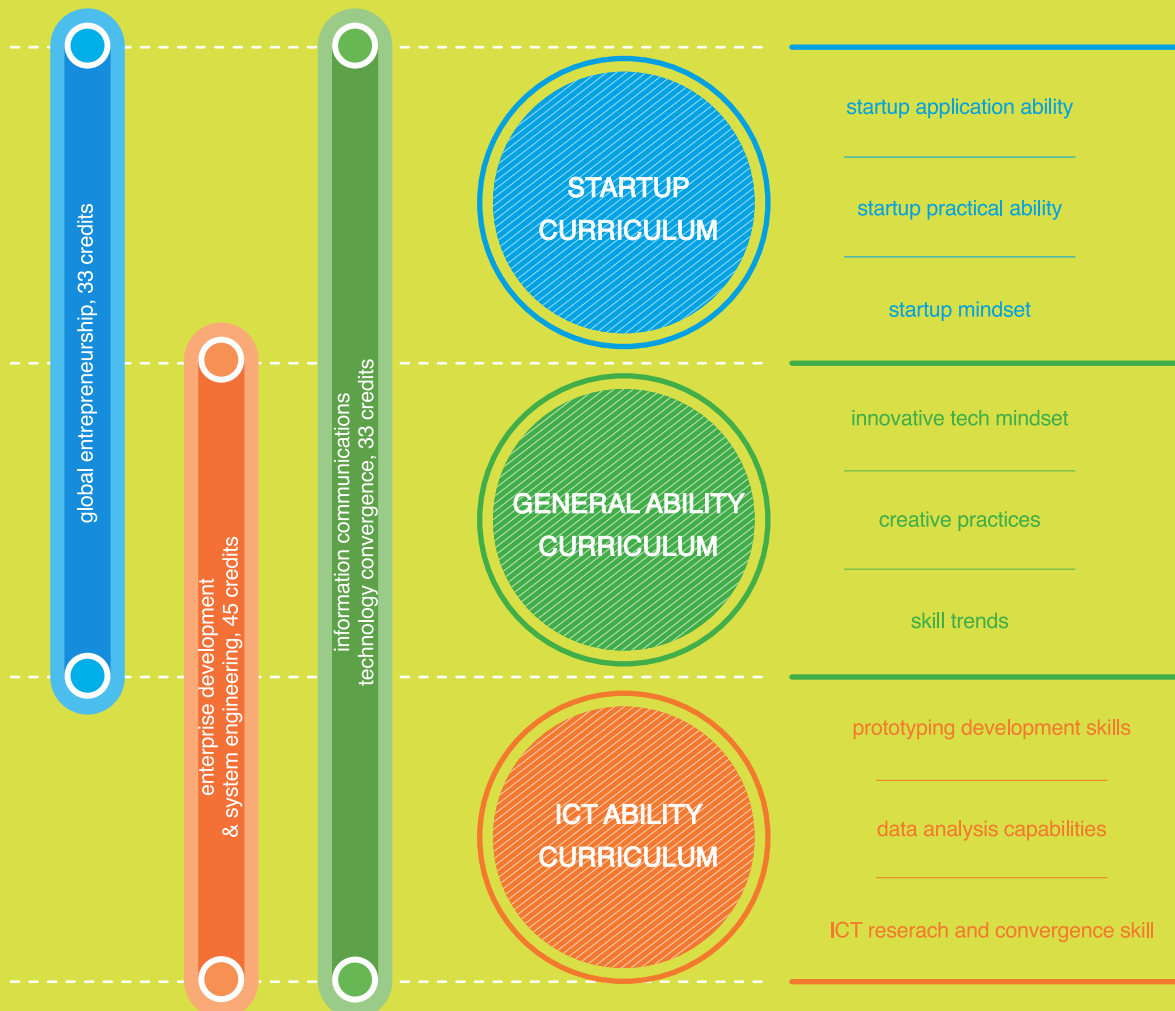 global entrepreneurship, 33 credits
enterprise development
& system engineering, 45 credits
information communications
technology convergence, 33 credits
STARTUP
CURRICULUM
startup application ability
startup practical ability
startup mindset
GENERAL ABILITY
CURRICULUM
innovative tech mindset
creative practices
skill trends
ICT ABILITY
CURRICULUM
prototyping development skills
data analysis capabilities
ICT reserach and convergence skill